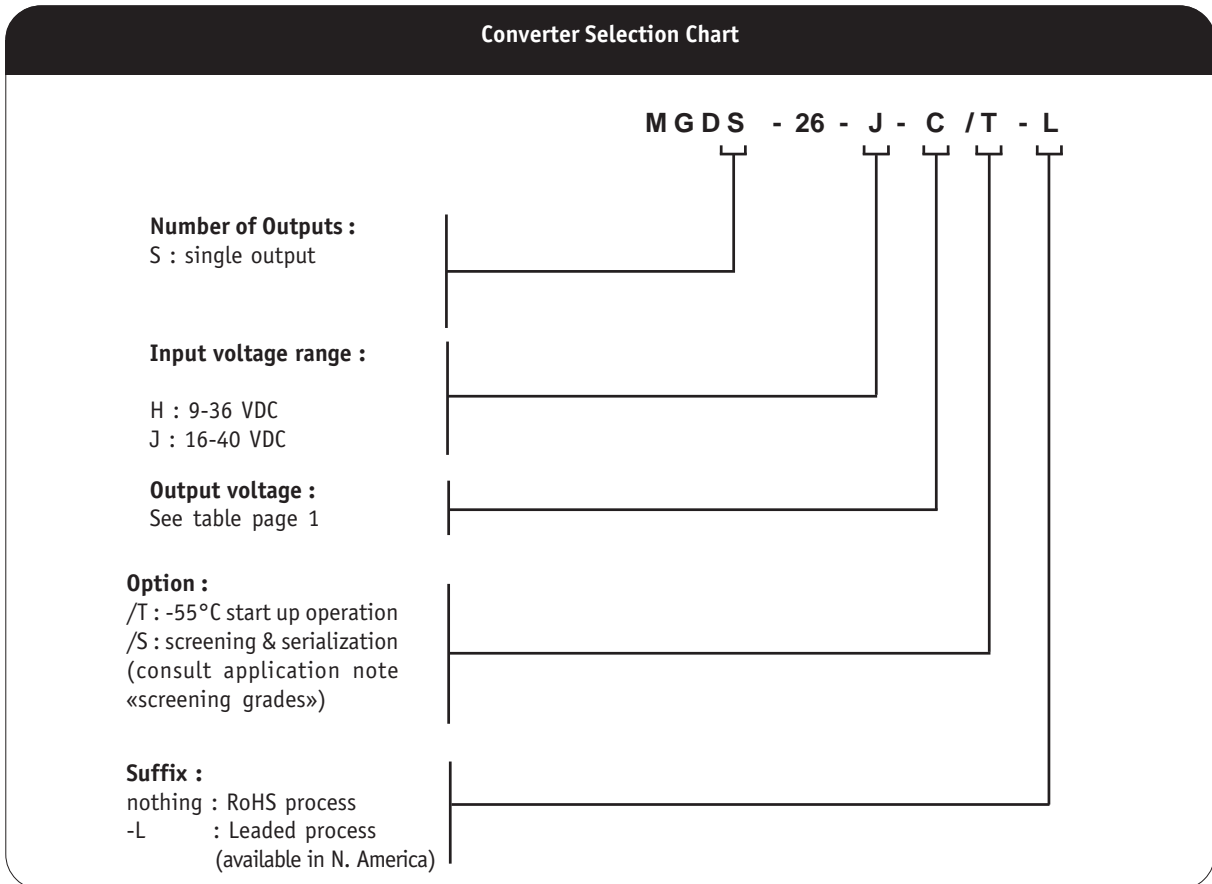 Converter Selection Chart
MGDS - 26 - J - C /T - L
Number of Outputs :
S : single output
Input voltage range :
H : 9-36 VDC
J : 16-40 VDC
Output voltage :
See table page 1
Option :
/T : -55°C start up operation
/S : screening & serialization
(consult application note
«screening grades»)
Suffix :
nothing : RoHS process
-L : Leaded process
(available in N. America)